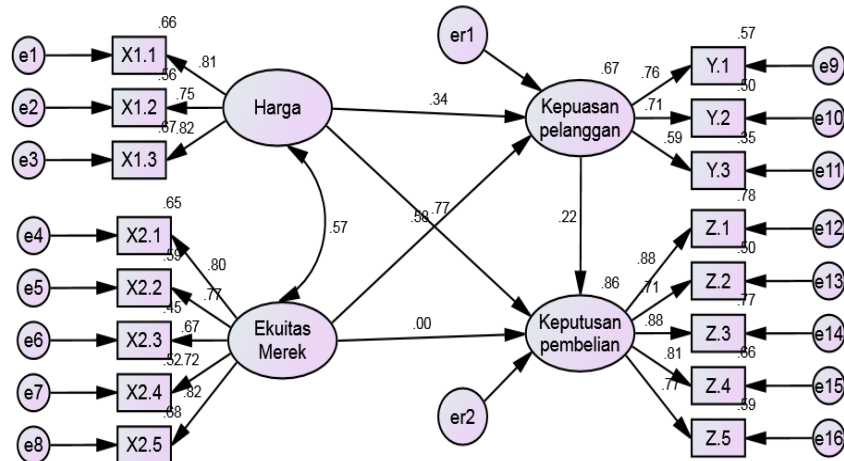 .66
e1
X1.1
.81
.56
e2
X1.2
.75
.67
.82
e3
X1.3
Harga
.65
e4
X2.1
.80
.59
e5
X2.2
.77
.45
e6
X2.3
.67
.52
.72
e7
X2.4
.82
.68
e8
X2.5
Ekuitas
Merek
.57
.34
.58
.77
.00
.22
er1
.67
Kepuasan
pelanggan
.86
Keputusan
pembelian
er2
.57
.76
Y.1
e9
.50
.71
Y.2
e10
.35
.59
Y.3
e11
.78
.88
Z.1
e12
.50
.71
Z.2
e13
.77
.88
Z.3
e14
.66
.81
Z.4
e15
.59
.77
Z.5
e16